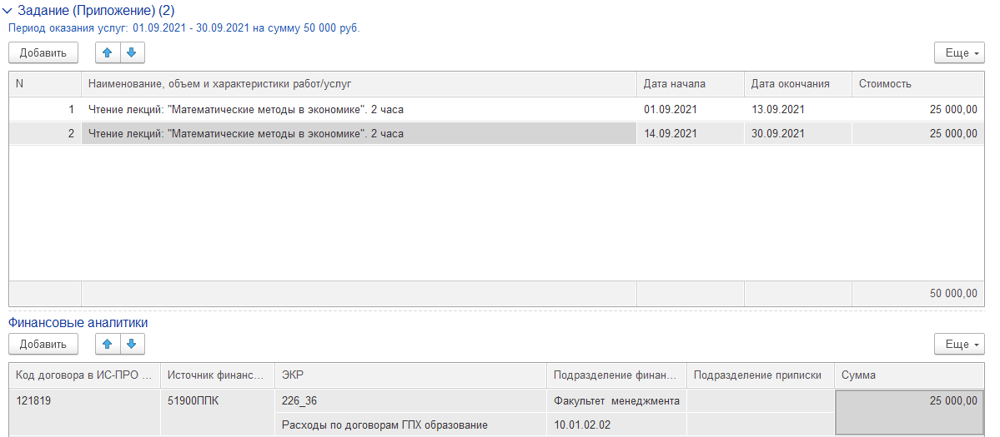 Задание (Приложение) (2)
Период оказания услуг: 01.09.2021 - 30.09.2021 на сумму 50 000 руб.
Добавить Еще
N Наименование, объем и характеристики работ/услуг Дата начала Дата окончания Стоимость
1 Чтение лекций: "Математические методы в экономике". 2 часа 01.09.2021 13.09.2021 25 000,00
2 Чтение лекций: "Математические методы в экономике". 2 часа 14.09.2021 30.09.2021 25 000,00
50 000,00
Финансовые аналитики
Добавить Еще
Код договора в ИС-ПРО ... Источник финанс... ЭКР Подразделение финан... Подразделение приписки Сумма
121819 51900ППК 226_36 Факультет менеджмента 25 000,00
Расходы по договорам ГПХ образование 10.01.02.02